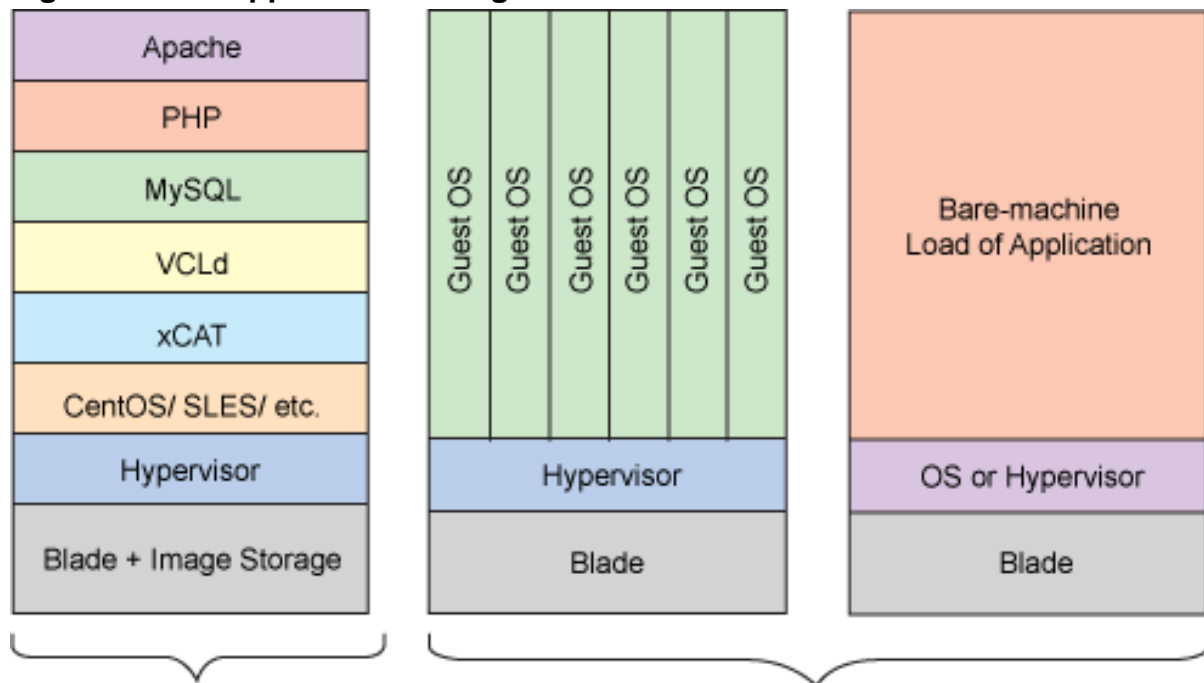 Apache
PHP
MySQL
VCLd
xCAT
CentOS/ SLES/ etc.
Hypervisor
Blade + Image Storage
Guest OS
Guest OS
Guest OS
Guest OS
Guest OS
Guest OS
Hypervisor
Blade
Bare-machine
Load of Application
OS or Hypervisor
Blade